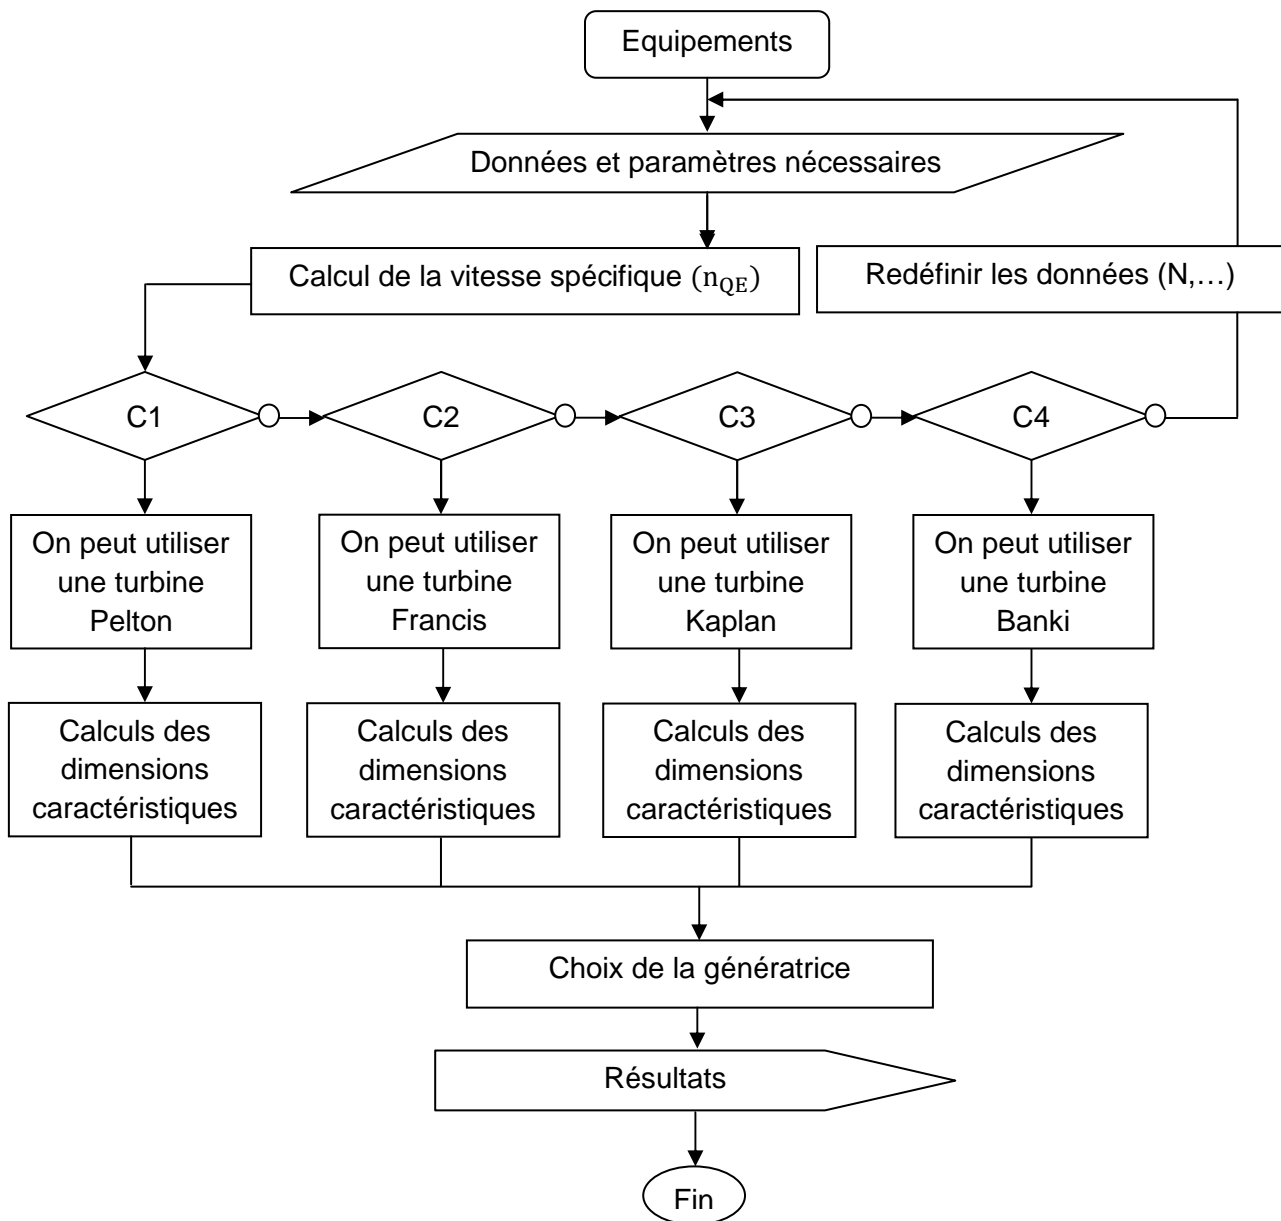 Equipements
Données et paramètres nécessaires
Calcul de la vitesse spécifique (n_QE)
Redéfinir les données (N,…)
C1
C2
C3
C4
On peut utiliser
une turbine
Pelton
On peut utiliser
une turbine
Francis
On peut utiliser
une turbine
Kaplan
On peut utiliser
une turbine
Banki
Calculs des
dimensions
caractéristiques
Calculs des
dimensions
caractéristiques
Calculs des
dimensions
caractéristiques
Calculs des
dimensions
caractéristiques
Choix de la génératrice
Résultats
Fin